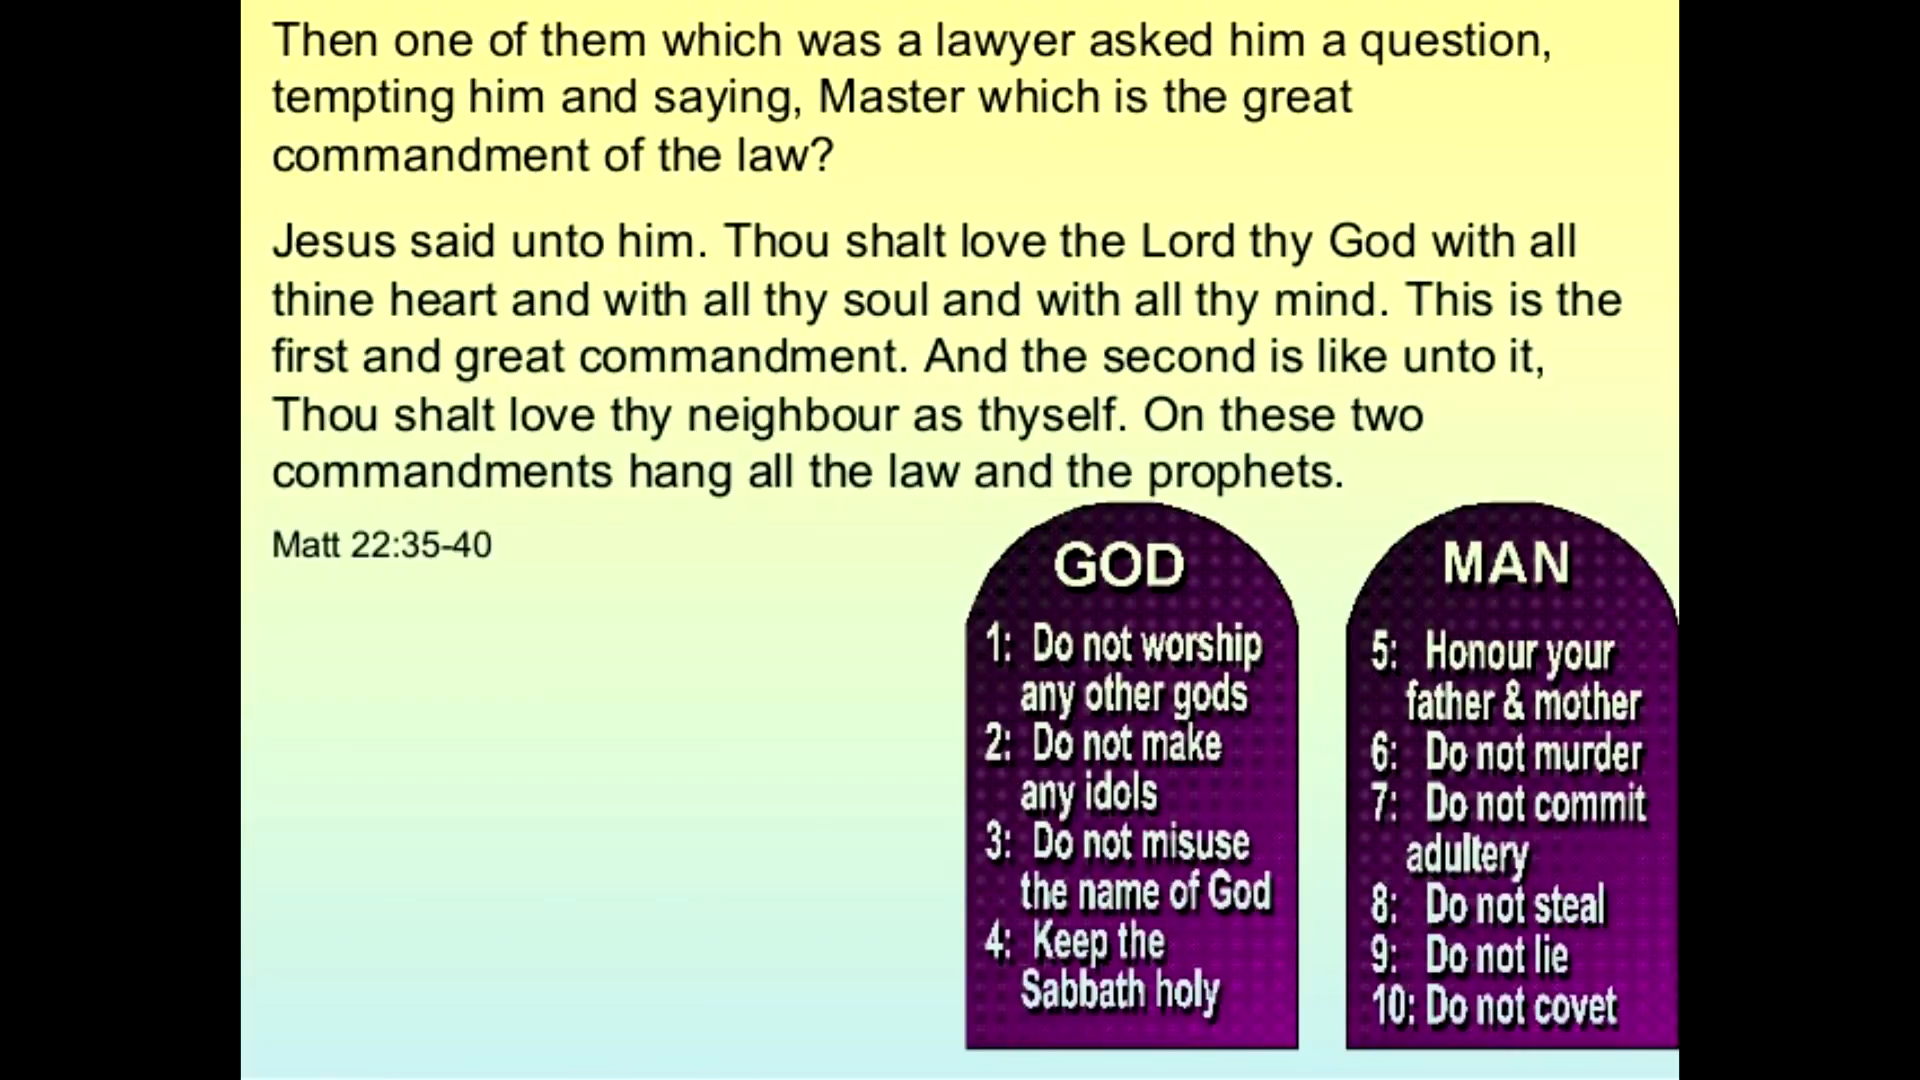 Then one of them which was a lawyer asked him a question,
tempting him and saying, Master which is the great
commandment of the law?
Jesus said unto him. Thou shalt love the Lord thy God with all
thine heart and with all thy soul and with all thy mind. This is the
first and great commandment. And the second is like unto it,
Thou shalt love thy neighbour as thyself. On these two
commandments hang all the law and the prophets.
Matt 22:35-40
GOD
1: Do not worship
any other gods
2: Do not make
any idols
3: Do not misuse
the name of God
4: Keep the
Sabbath holy
MAN
5: Honour your
father & mother
6: Do not murder
7: Do not commit
adultery
8: Do not steal
9: Do not lie
10: Do not covet